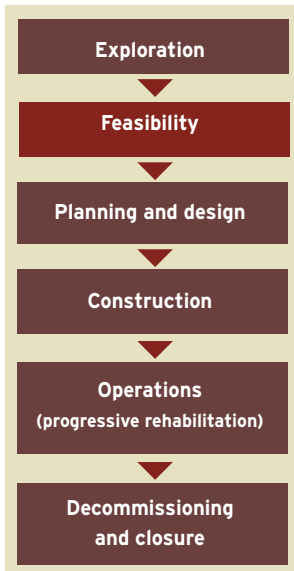 Exploration
Feasibility
Planning and design
Construction
Operations
(progressive rehabilitation)
Decommissioning
and closure